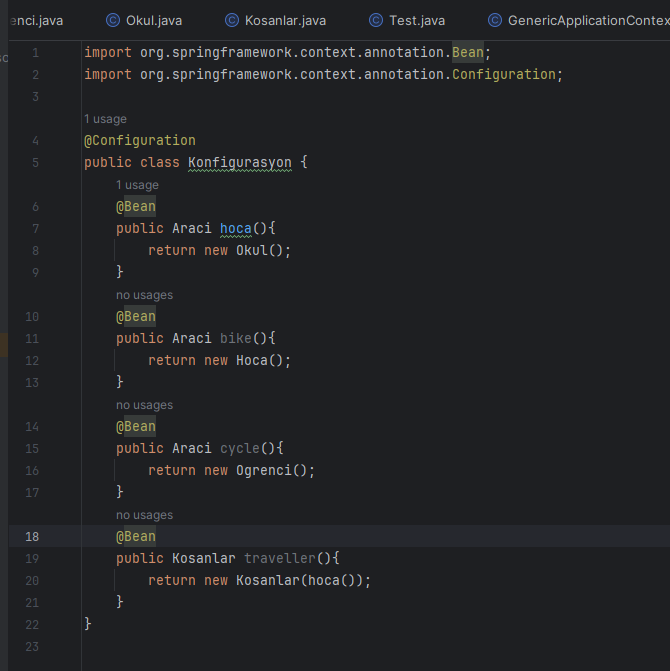 enci.java Okul.java Kosanlar.java Test.java GenericApplicationContex
1 import org.springframework.context.annotation.Bean;
2 import org.springframework.context.annotation.Configuration;
3
1 usage
4 @Configuration
5 public class Konfigurasyon {
1 usage
6 @Bean
7 public Araci hoca(){
8 return new Okul();
9 }
no usages
10 @Bean
11 public Araci bike(){
12 return new Hoca();
13 }
no usages
14 @Bean
15 public Araci cycle(){
16 return new Ogrenci();
17 }
no usages
18 @Bean
19 public Kosanlar traveller(){
20 return new Kosanlar(hoca());
21 }
22 }
23